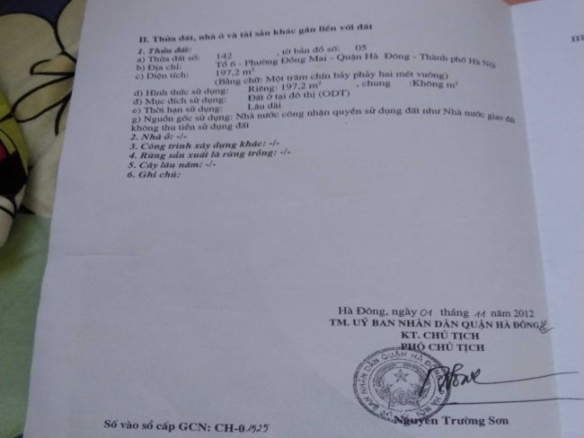 II. Thửa đất, nhà ở và tài sản khác gắn liền với đất
1. Thửa đất:
a) Thửa đất số: 142 , tờ bản đồ số: 05
b) Địa chỉ: Tổ 6 - Phường Đồng Mai - Quận Hà Đông - Thành phố Hà Nội
c) Diện tích: 197,2 m²
(Bằng chữ: Một trăm chín bảy phảy hai mét vuông)
d) Hình thức sử dụng: Riêng: 197,2 m² , chung :Không m²
đ) Mục đích sử dụng: Đất ở tại đô thị (ODT)
e) Thời hạn sử dụng: Lâu dài
g) Nguồn gốc sử dụng: Nhà nước công nhận quyền sử dụng đất như Nhà nước giao đất
không thu tiền sử dụng đất
2. Nhà ở: -/-
3. Công trình xây dựng khác: -/-
4. Rừng sản xuất là rừng trồng: -/-
5. Cây lâu năm: -/-
6. Ghi chú:
Hà Đông, ngày 01 tháng 11 năm 2012
TM. UỶ BAN NHÂN DÂN QUẬN HÀ ĐÔNG
KT. CHỦ TỊCH
PHÓ CHỦ TỊCH
Nguyễn Trường Sơn
Số vào sổ cấp GCN: CH-0